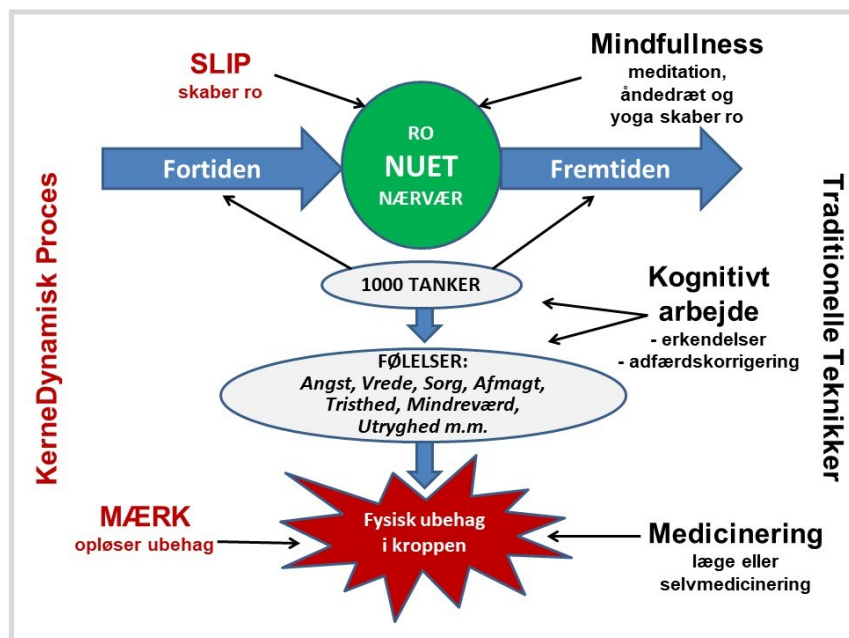 SLIP
skaber ro
Mindfullness
meditation,
åndedræt og
yoga skaber ro
RO
NUET
NÆRVÆR
Fortiden
Fremtiden
KerneDynamisk Proces
Traditionelle Teknikker
1000 TANKER
Kognitivt
arbejde
- erkendelser
- adfærdskorrigering
FØLELSER:
Angst, Vrede, Sorg, Afmagt,
Tristhed, Mindreværd,
Utryghed m.m.
MÆRK
opløser ubehag
Fysisk ubehag
i kroppen
Medicinering
læge eller
selvmedicinering